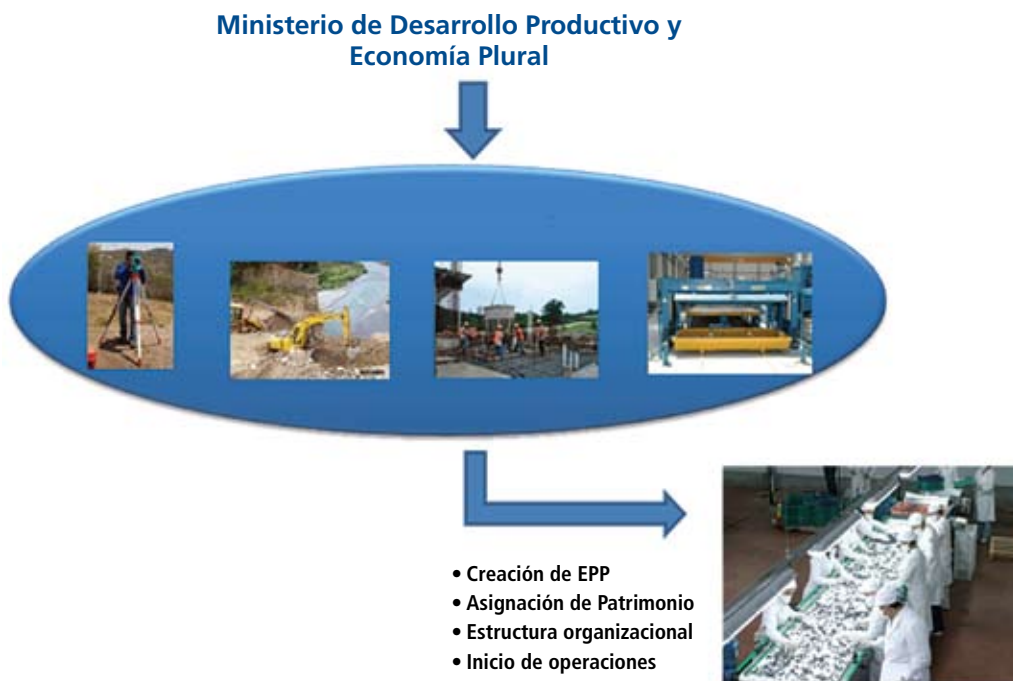 Ministerio de Desarrollo Productivo y
Economía Plural
• Creación de EPP
• Asignación de Patrimonio
• Estructura organizacional
• Inicio de operaciones